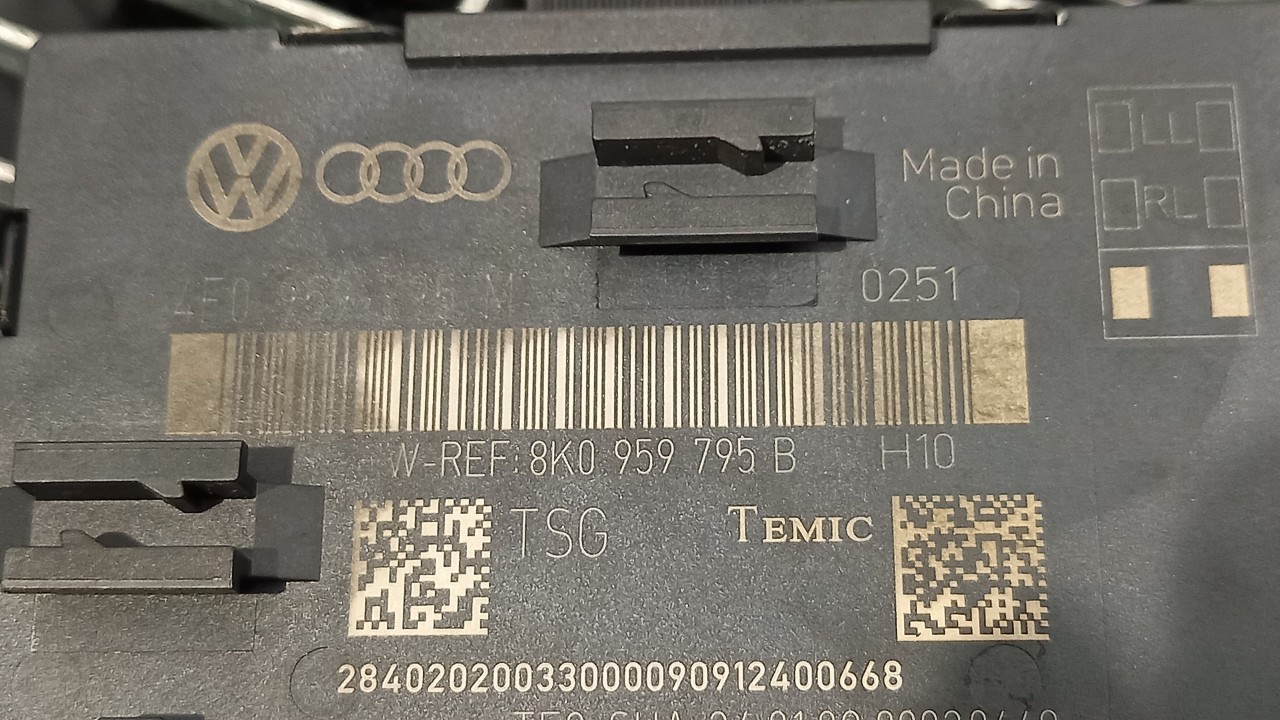 Made in
China
LL
RL
0251
W-REF: 8K0 959 795 B H10
TSG TEMIC
28402020033000090912400668